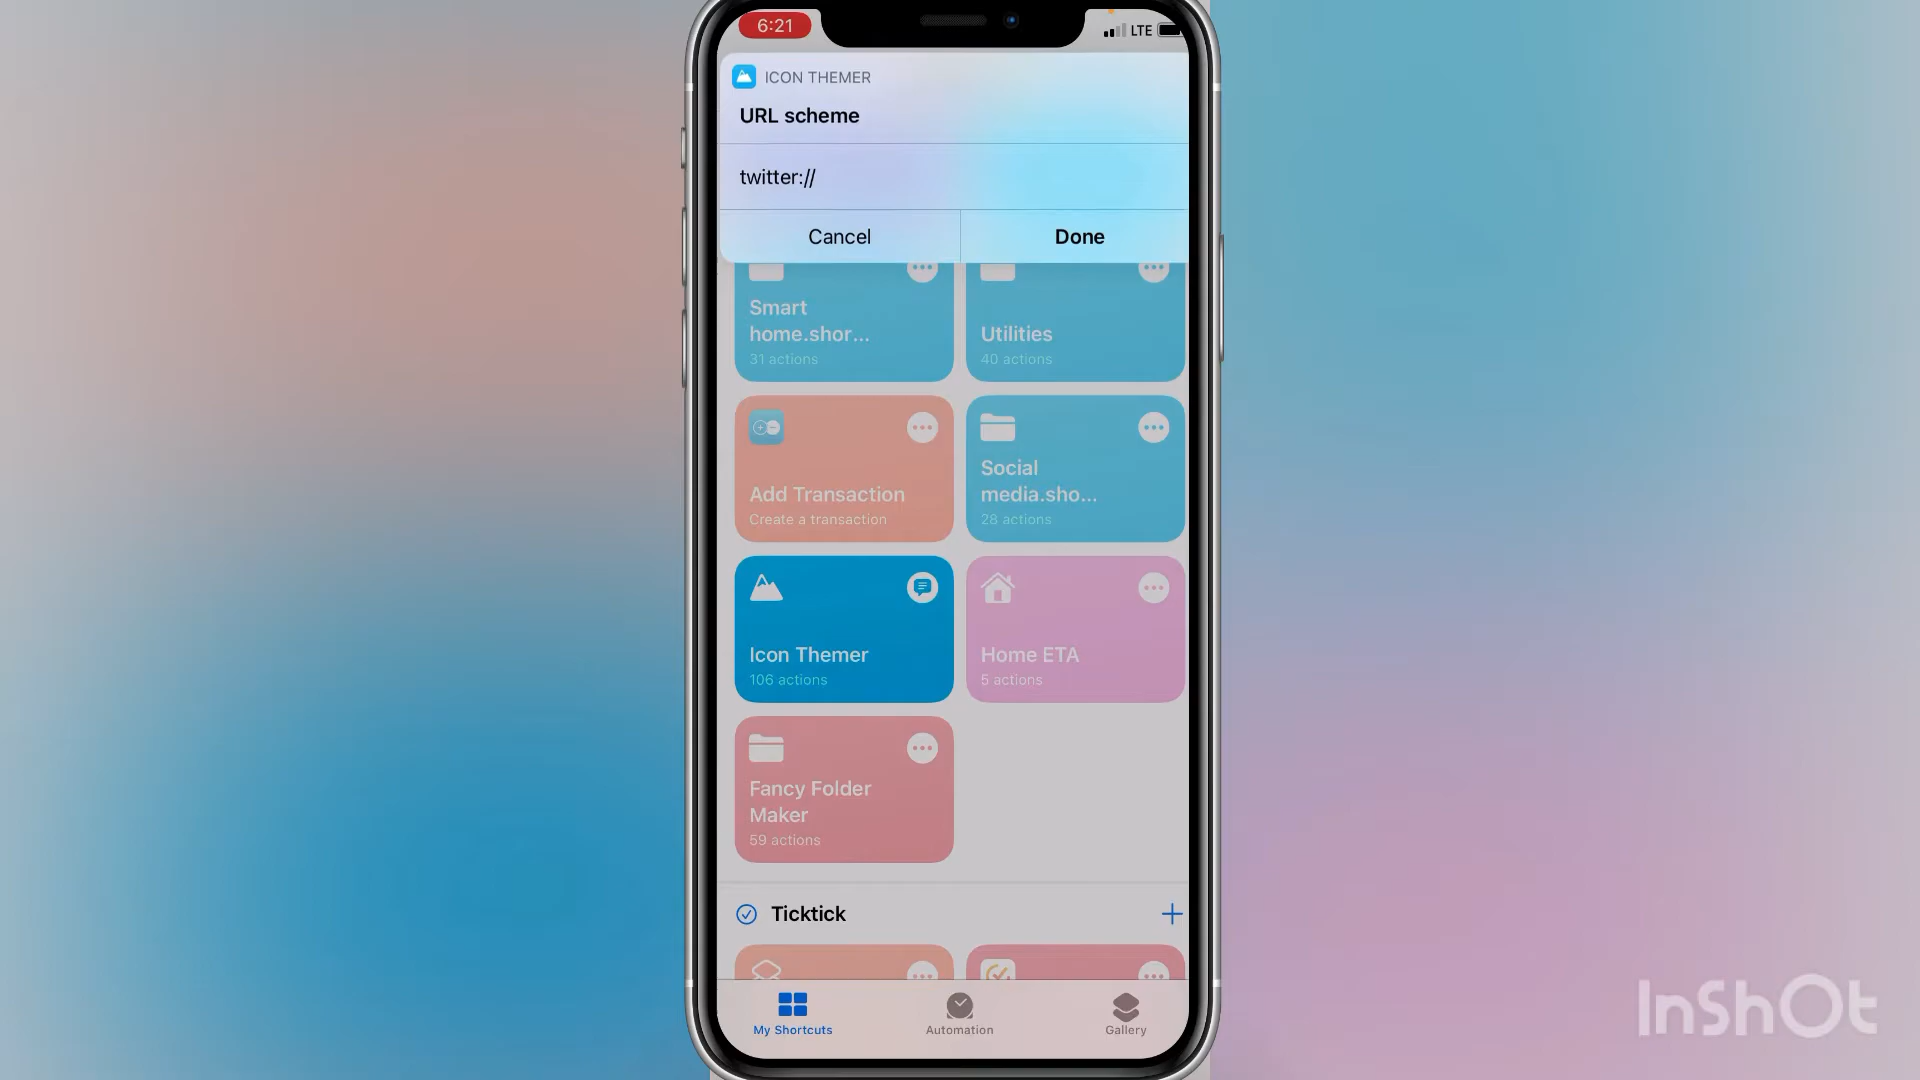 6:21
LTE
ICON THEMER
URL scheme
twitter://
Cancel
Done
Smart
home.shor...
31 actions
Utilities
40 actions
Add Transaction
Create a transaction
Social
media.sho...
28 actions
Icon Themer
106 actions
Home ETA
5 actions
Fancy Folder
Maker
59 actions
Ticktick
My Shortcuts
Automation
Gallery
InShOt